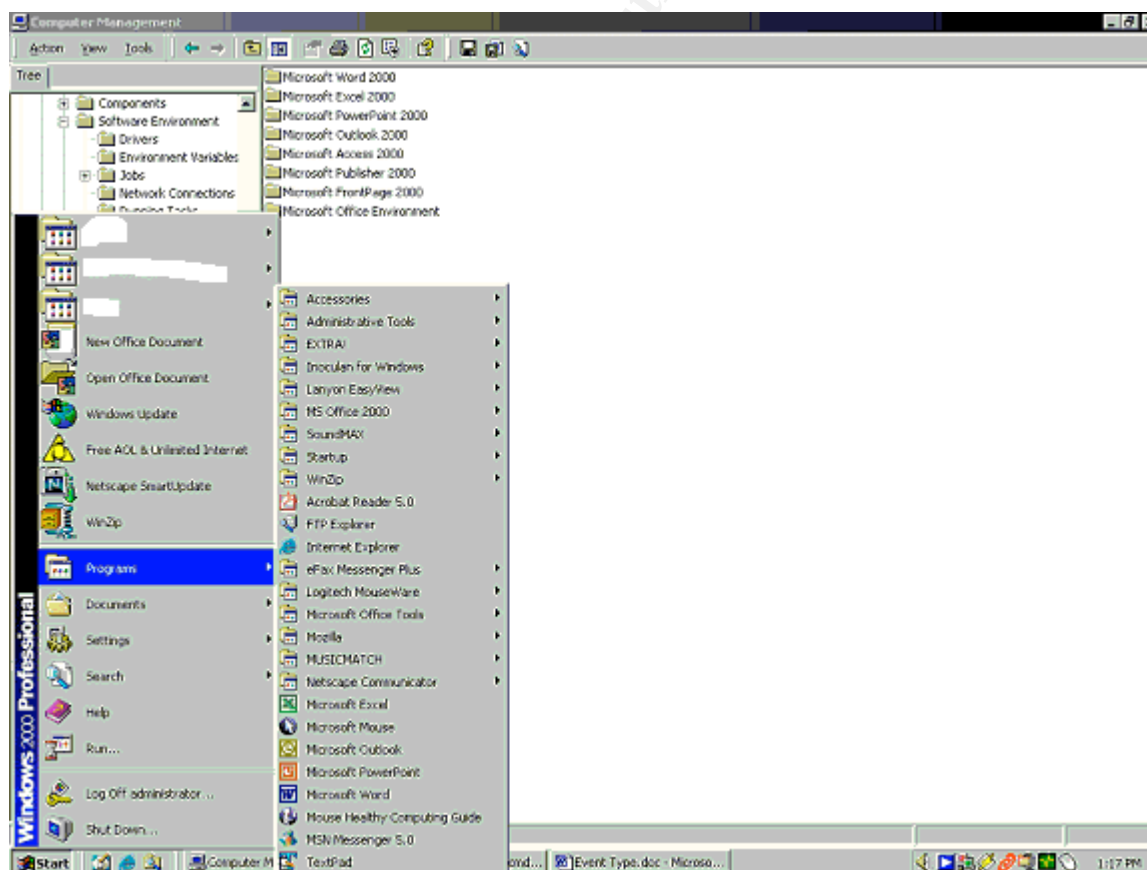 Computer Management
Action View Tools
Tree
Components
Software Environment
Drivers
Environment Variables
Jobs
Network Connections
Running Tasks
Microsoft Word 2000
Microsoft Excel 2000
Microsoft PowerPoint 2000
Microsoft Outlook 2000
Microsoft Access 2000
Microsoft Publisher 2000
Microsoft FrontPage 2000
Microsoft Office Environment
New Office Document
Open Office Document
Windows Update
Free AOL & Unlimited Internet
Netscape SmartUpdate
WinZip
Programs
Documents
Settings
Search
Help
Run...
Log Off administrator...
Shut Down...
Windows 2000 Professional
Accessories
Administrative Tools
EXTRA!
Inoculan for Windows
Lanyon EasyView
MS Office 2000
SoundMAX
Startup
WinZip
Acrobat Reader 5.0
FTP Explorer
Internet Explorer
eFax Messenger Plus
Logitech MouseWare
Microsoft Office Tools
Mozilla
MUSICMATCH
Netscape Communicator
Microsoft Excel
Microsoft Mouse
Microsoft Outlook
Microsoft PowerPoint
Microsoft Word
Mouse Healthy Computing Guide
MSN Messenger 5.0
TextPad
Start
Computer M
omd...
Event Type.doc - Microso...
1:17 PM